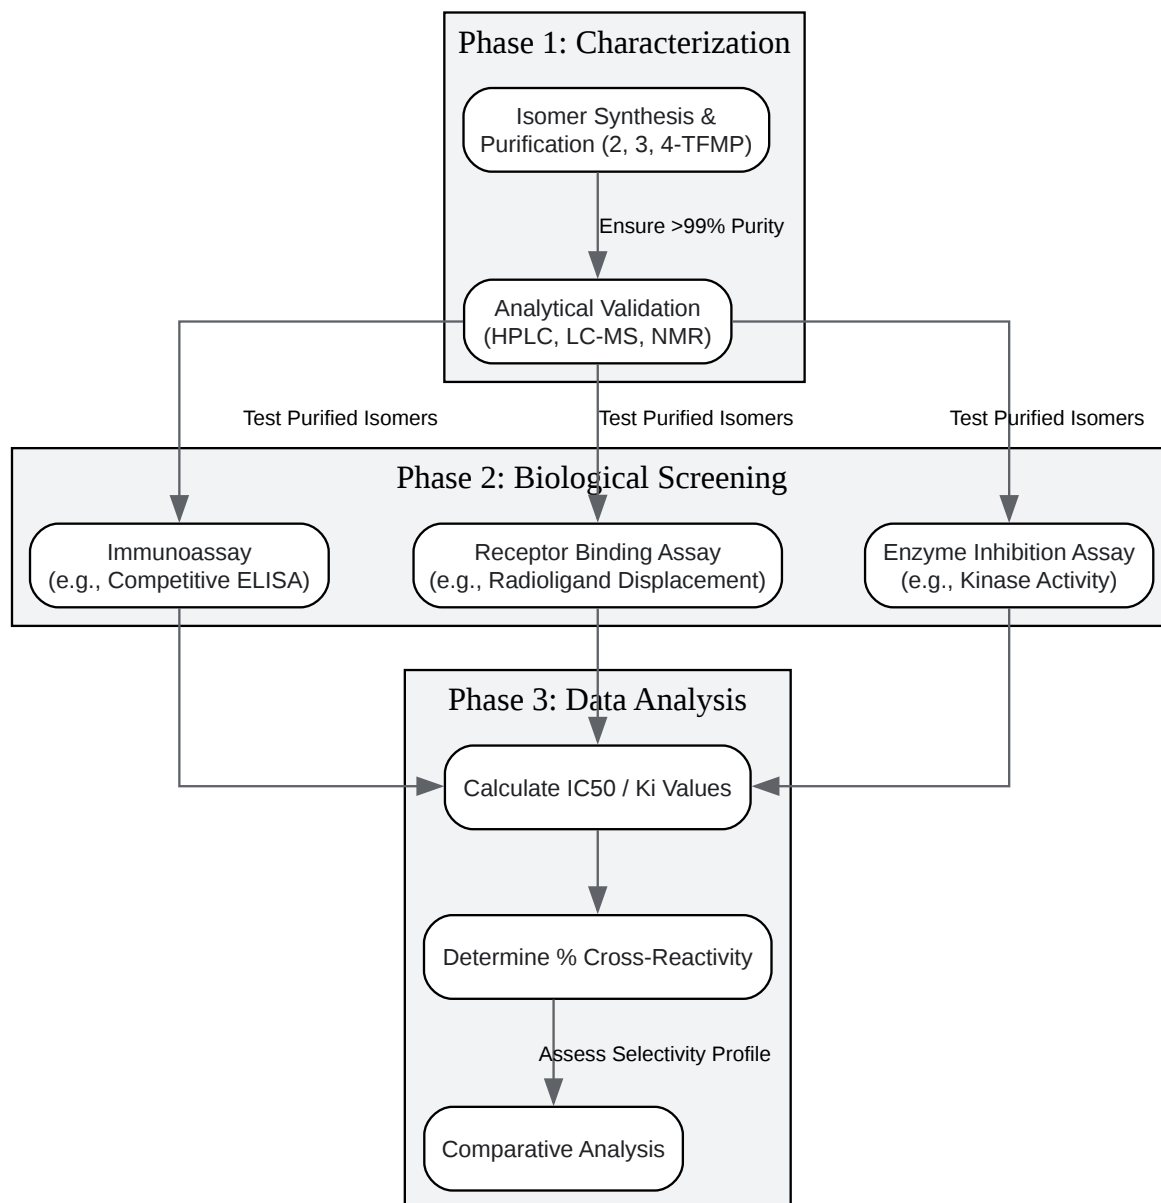 Phase 1: Characterization
Isomer Synthesis &
Purification (2, 3, 4-TFMP)
Ensure >99% Purity
Analytical Validation
(HPLC, LC-MS, NMR)
Test Purified Isomers
Test Purified Isomers
Test Purified Isomers
Phase 2: Biological Screening
Immunoassay
(e.g., Competitive ELISA)
Receptor Binding Assay
(e.g., Radioligand Displacement)
Enzyme Inhibition Assay
(e.g., Kinase Activity)
Phase 3: Data Analysis
Calculate IC50 / Ki Values
Determine % Cross-Reactivity
Assess Selectivity Profile
Comparative Analysis